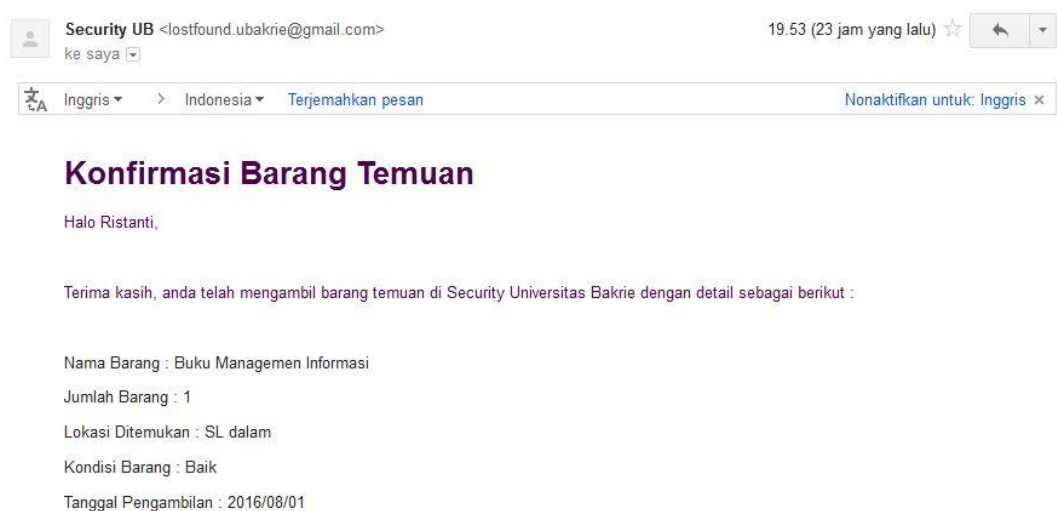 Security UB <lostfound.ubakrie@gmail.com> 19.53 (23 jam yang lalu)
ke saya
Inggris > Indonesia Terjemahkan pesan Nonaktifkan untuk: Inggris ×
Konfirmasi Barang Temuan
Halo Ristanti,
Terima kasih, anda telah mengambil barang temuan di Security Universitas Bakrie dengan detail sebagai berikut :
Nama Barang : Buku Managemen Informasi
Jumlah Barang : 1
Lokasi Ditemukan : SL dalam
Kondisi Barang : Baik
Tanggal Pengambilan : 2016/08/01